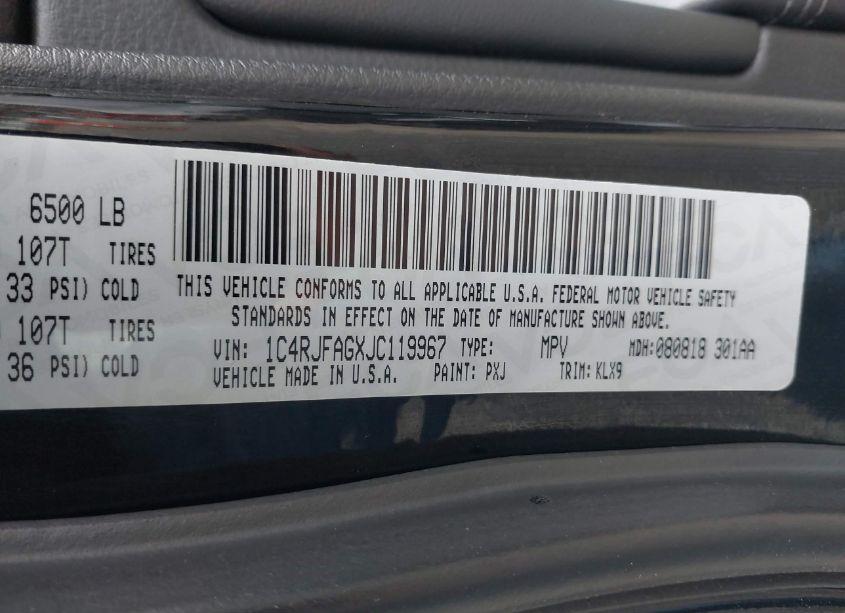 6500 LB
107T TIRES
33 PSI) COLD
107T TIRES
36 PSI) COLD
THIS VEHICLE CONFORMS TO ALL APPLICABLE U.S.A. FEDERAL MOTOR VEHICLE SAFETY
STANDARDS IN EFFECT ON THE DATE OF MANUFACTURE SHOWN ABOVE.
VIN: 1C4RJFAGXJC119967 TYPE: MPV MDH:080818 301AA
VEHICLE MADE IN U.S.A. PAINT: PXJ TRIM: KLX9